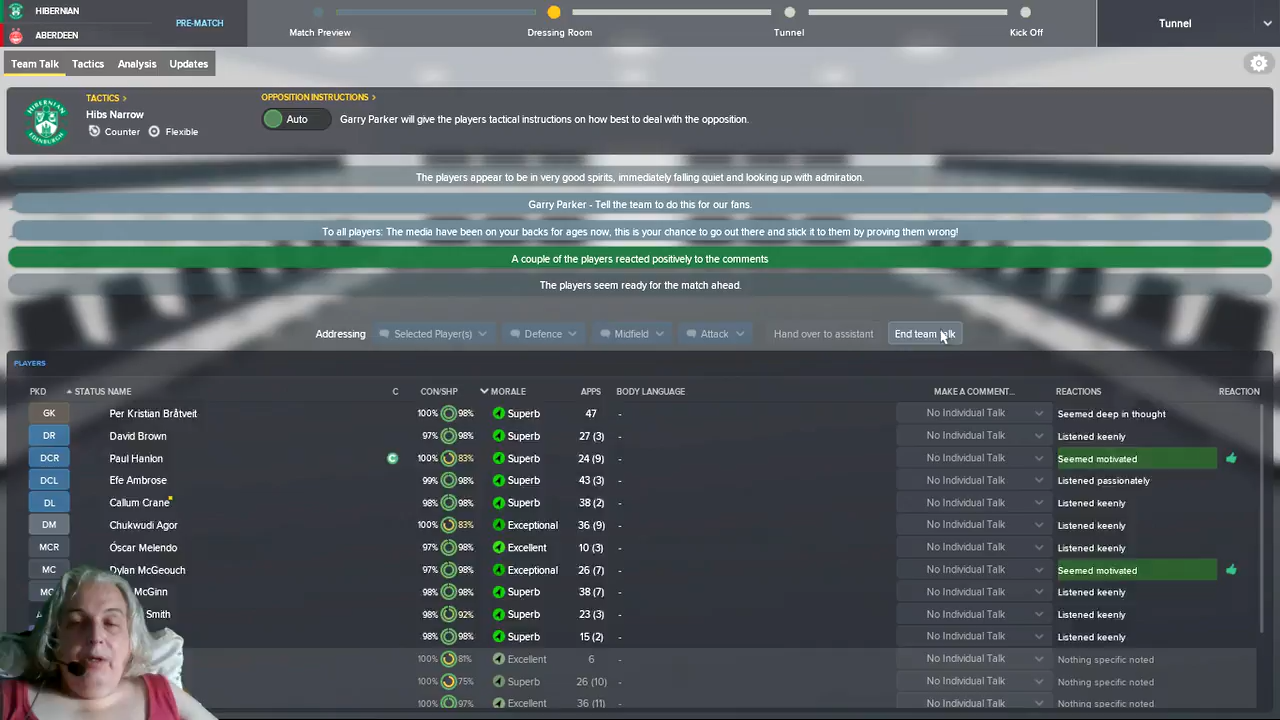 HIBERNIAN
ABERDEEN
PRE-MATCH
Match Preview
Dressing Room
Tunnel
Kick Off
Tunnel
Team Talk Tactics Analysis Updates
HIBERNIAN
EDINBURGH
TACTICS >
Hibs Narrow
Counter Flexible
OPPOSITION INSTRUCTIONS >
Auto Garry Parker will give the players tactical instructions on how best to deal with the opposition.
The players appear to be in very good spirits, immediately falling quiet and looking up with admiration.
Garry Parker - Tell the team to do this for our fans.
To all players: The media have been on your backs for ages now, this is your chance to go out there and stick it to them by proving them wrong!
A couple of the players reacted positively to the comments
The players seem ready for the match ahead.
Addressing Selected Player(s) Defence Midfield Attack Hand over to assistant End team talk
PLAYERS
PKD STATUS NAME C CON/SHP MORALE APPS BODY LANGUAGE MAKE A COMMENT... REACTIONS REACTION
GK Per Kristian Bråtveit 100% 98% Superb 47 - No Individual Talk Seemed deep in thought
DR David Brown 97% 98% Superb 27 (3) - No Individual Talk Listened keenly
DCR Paul Hanlon C 100% 83% Superb 24 (9) - No Individual Talk Seemed motivated
DCL Efe Ambrose 99% 98% Superb 43 (3) - No Individual Talk Listened passionately
DL Callum Crane 98% 98% Superb 38 (2) - No Individual Talk Listened keenly
DM Chukwudi Agor 100% 83% Exceptional 36 (9) - No Individual Talk Listened keenly
MCR Óscar Melendo 97% 98% Excellent 10 (3) - No Individual Talk Listened keenly
MC Dylan McGeouch 97% 98% Exceptional 26 (7) - No Individual Talk Seemed motivated
McGinn 98% 98% Superb 38 (7) - No Individual Talk Listened keenly
Smith 98% 92% Superb 23 (3) - No Individual Talk Listened keenly
98% 98% Superb 15 (2) - No Individual Talk Listened keenly
100% 81% Excellent 6 - No Individual Talk Nothing specific noted
100% 75% Superb 26 (10) - No Individual Talk Nothing specific noted
100% 97% Excellent 36 (11) - No Individual Talk Nothing specific noted